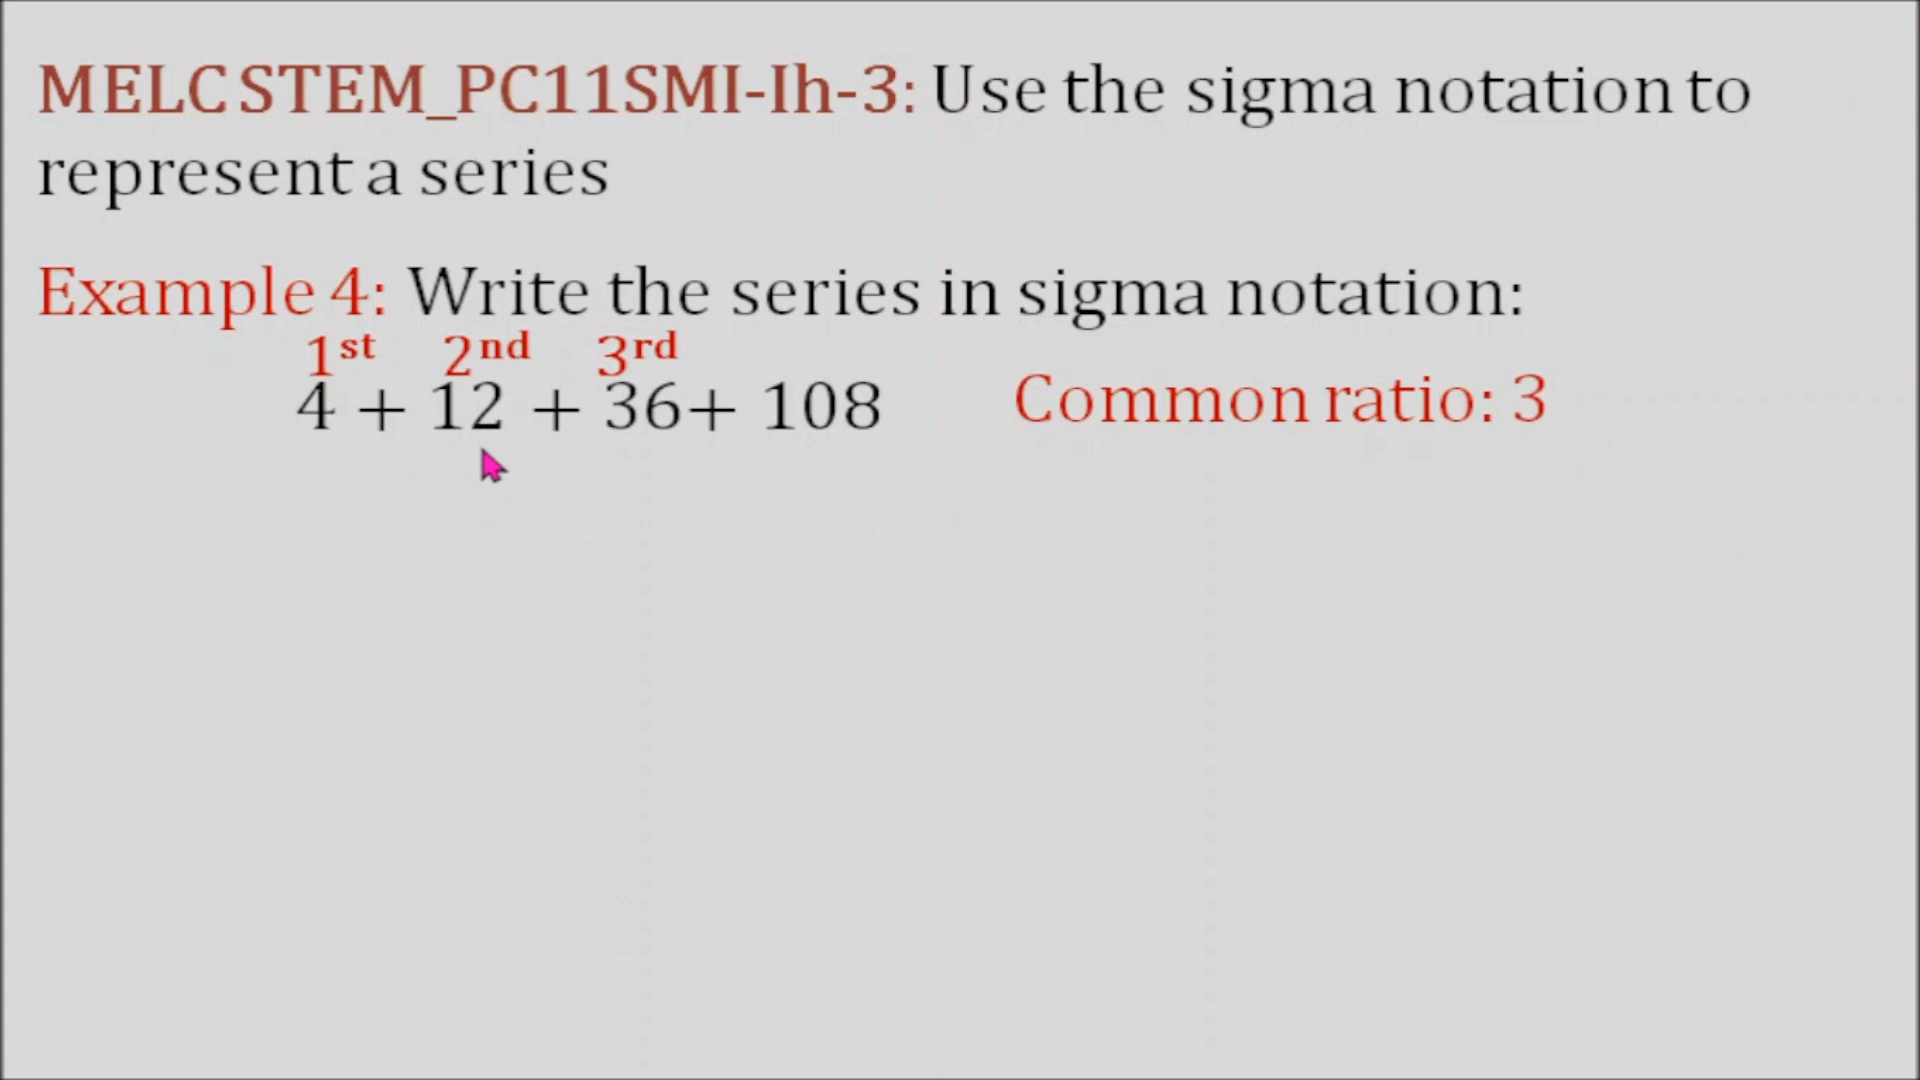 MELC STEM_PC11SMI-Ih-3: Use the sigma notation to
represent a series
Example 4: Write the series in sigma notation:
1st 2nd 3rd
4 + 12 + 36+ 108 Common ratio: 3